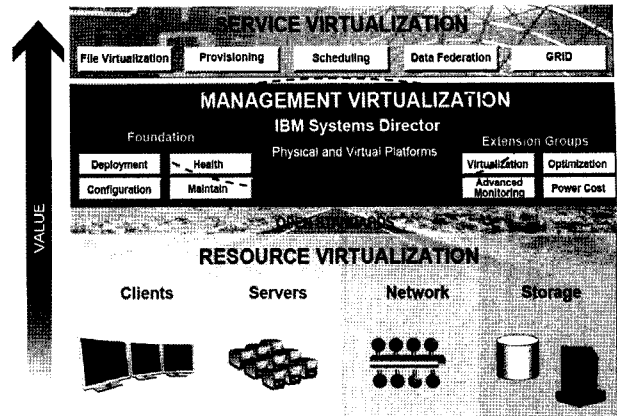 SERVICE VIRTUALIZATION
File Virtualization
Provisioning
Scheduling
Data Federation
GRID
MANAGEMENT VIRTUALIZATION
IBM Systems Director
Physical and Virtual Platforms
Foundation
Deployment
Health
Configuration
Maintain
Extension Groups
Virtualization
Optimization
Advanced
Monitoring
Power Cost
VALUE
RESOURCE VIRTUALIZATION
Clients
Servers
Network
Storage